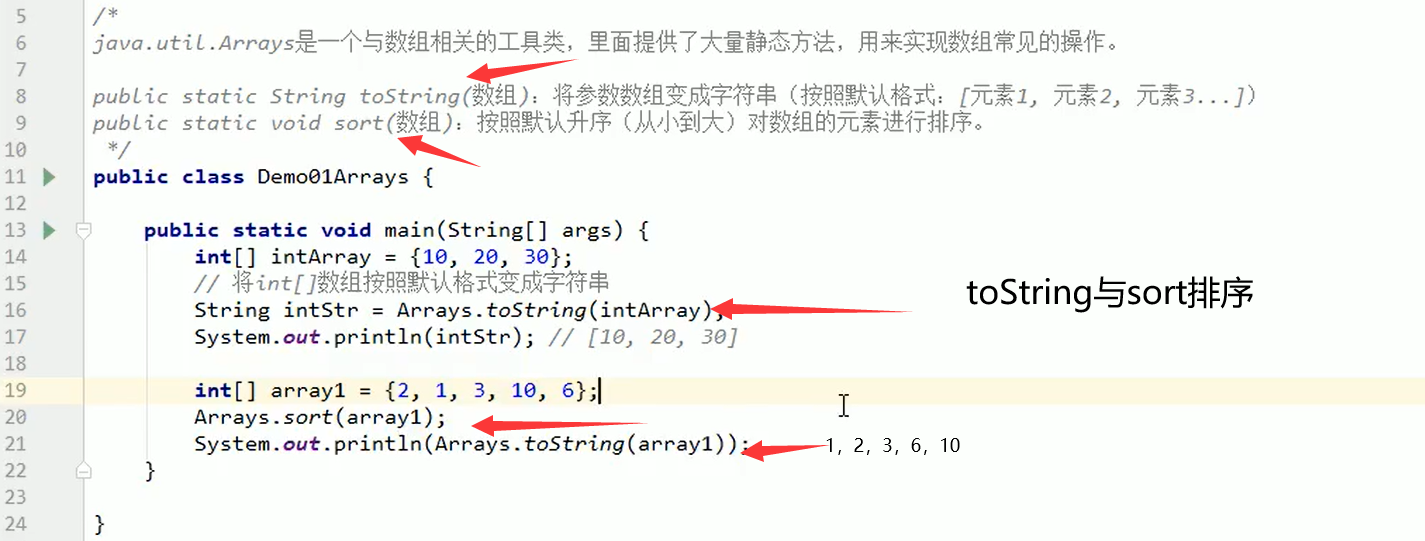 5 /*
6 java.util.Arrays是一个与数组相关的工具类，里面提供了大量静态方法，用来实现数组常见的操作。
7
8 public static String toString(数组)：将参数数组变成字符串（按照默认格式：[元素1, 元素2, 元素3...]）
9 public static void sort(数组)：按照默认升序（从小到大）对数组的元素进行排序。
10 */
11 public class Demo01Arrays {
12
13 public static void main(String[] args) {
14 int[] intArray = {10, 20, 30};
15 // 将int[]数组按照默认格式变成字符串
16 String intStr = Arrays.toString(intArray);
toString与sort排序
17 System.out.println(intStr); // [10, 20, 30]
18
19 int[] array1 = {2, 1, 3, 10, 6};
20 Arrays.sort(array1);
21 System.out.println(Arrays.toString(array1));
1，2，3，6，10
22 }
23
24 }